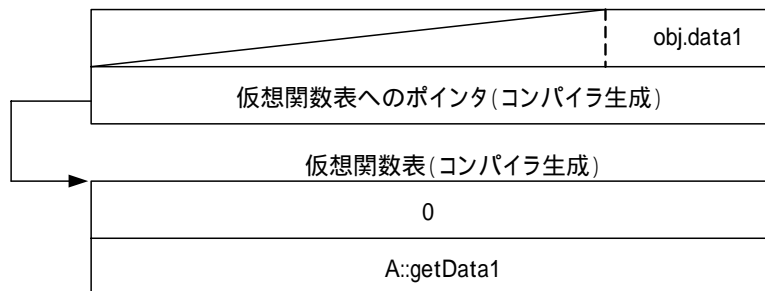 obj.data1
仮想関数表へのポインタ(コンパイラ生成)
仮想関数表(コンパイラ生成)
0
A::getData1